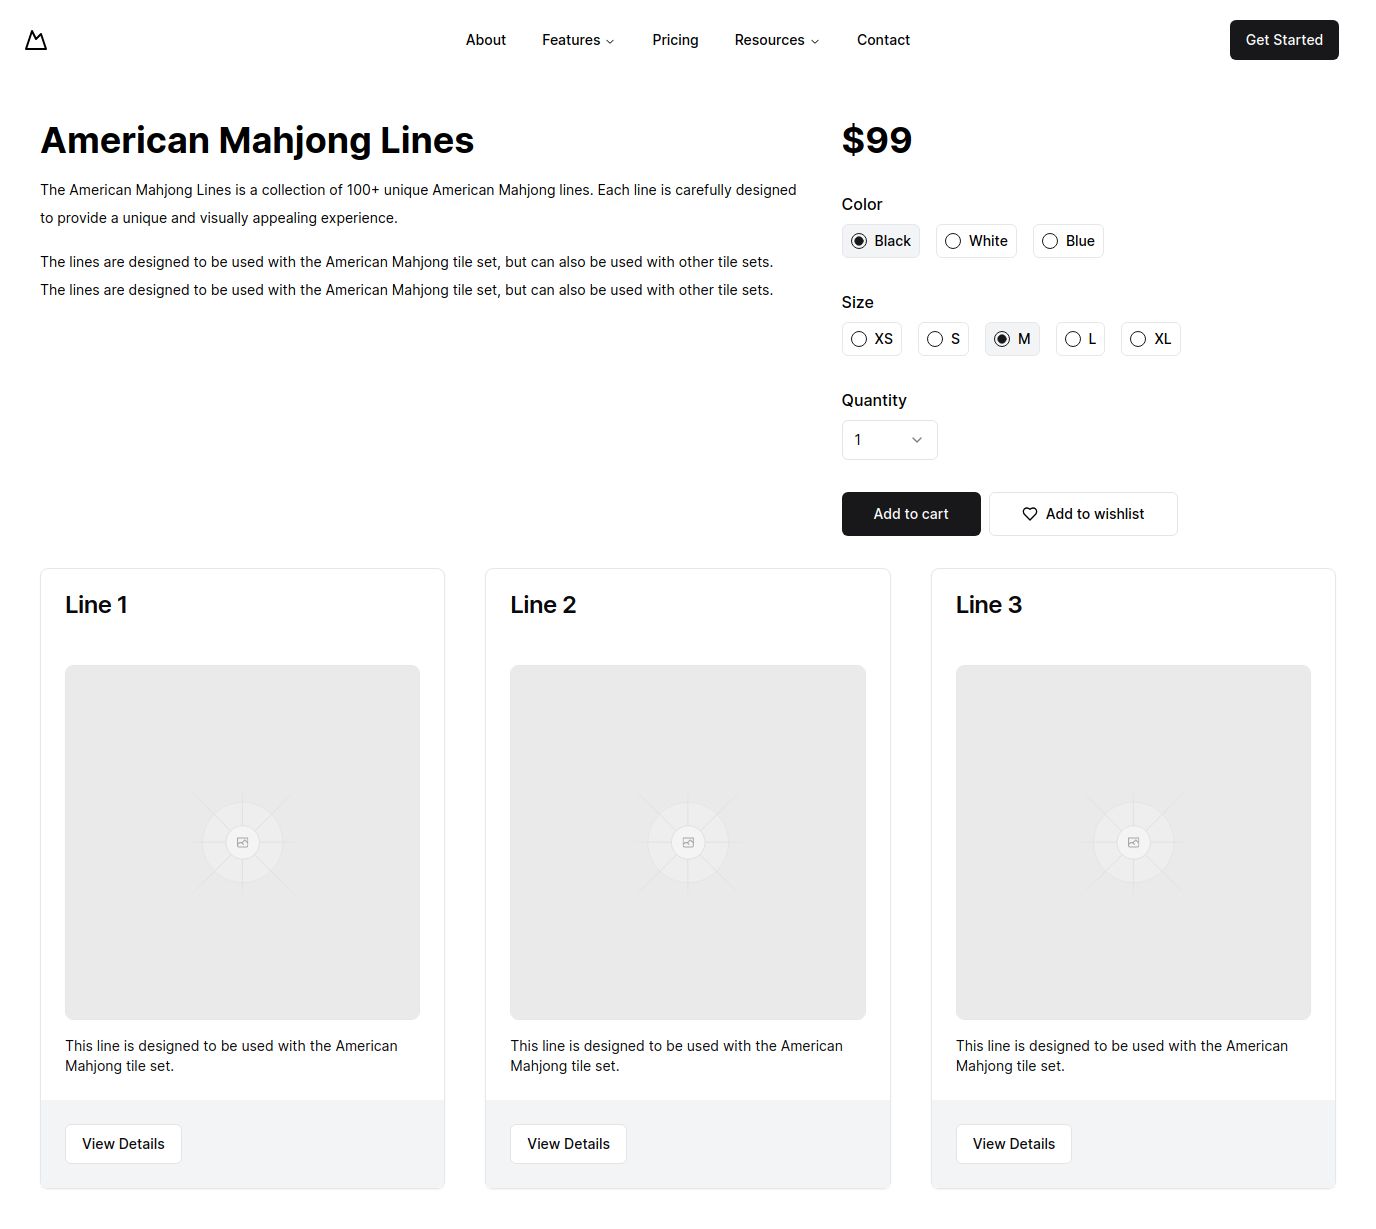 About Features Pricing Resources Contact Get Started
American Mahjong Lines
The American Mahjong Lines is a collection of 100+ unique American Mahjong lines. Each line is carefully designed
to provide a unique and visually appealing experience.
The lines are designed to be used with the American Mahjong tile set, but can also be used with other tile sets.
The lines are designed to be used with the American Mahjong tile set, but can also be used with other tile sets.
$99
Color
Black White Blue
Size
XS S M L XL
Quantity
1
Add to cart Add to wishlist
Line 1
This line is designed to be used with the American
Mahjong tile set.
View Details
Line 2
This line is designed to be used with the American
Mahjong tile set.
View Details
Line 3
This line is designed to be used with the American
Mahjong tile set.
View Details